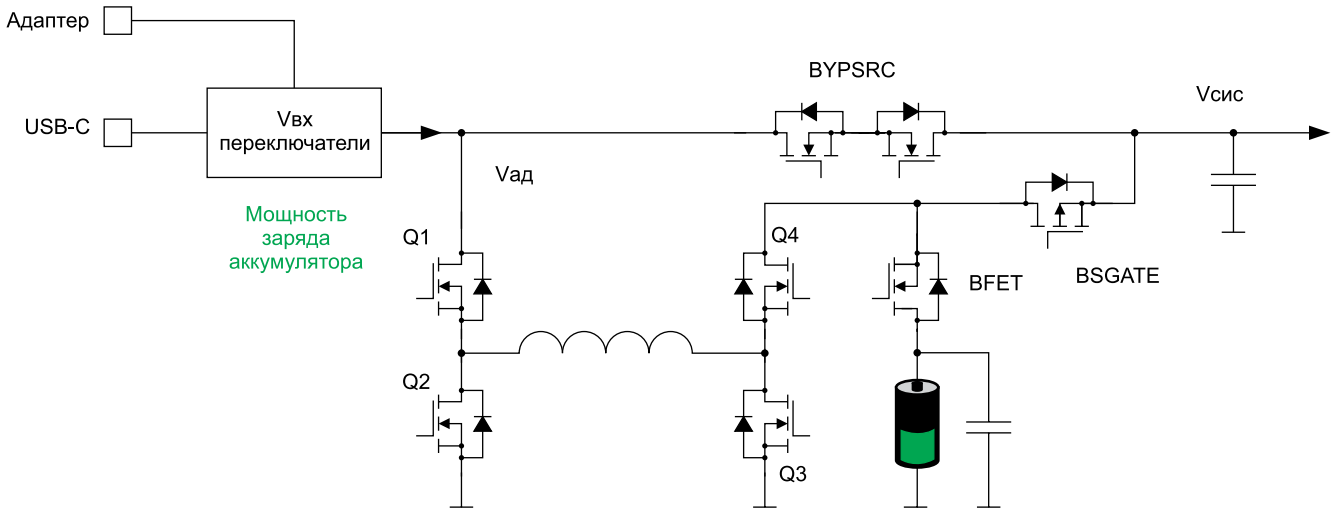 Адаптер
BYPSRC
Vсис
USB-C
Vвх
переключатели
Vад
Мощность
заряда
аккумулятора
Q1
Q4
BFET
BSGATE
Q2
Q3